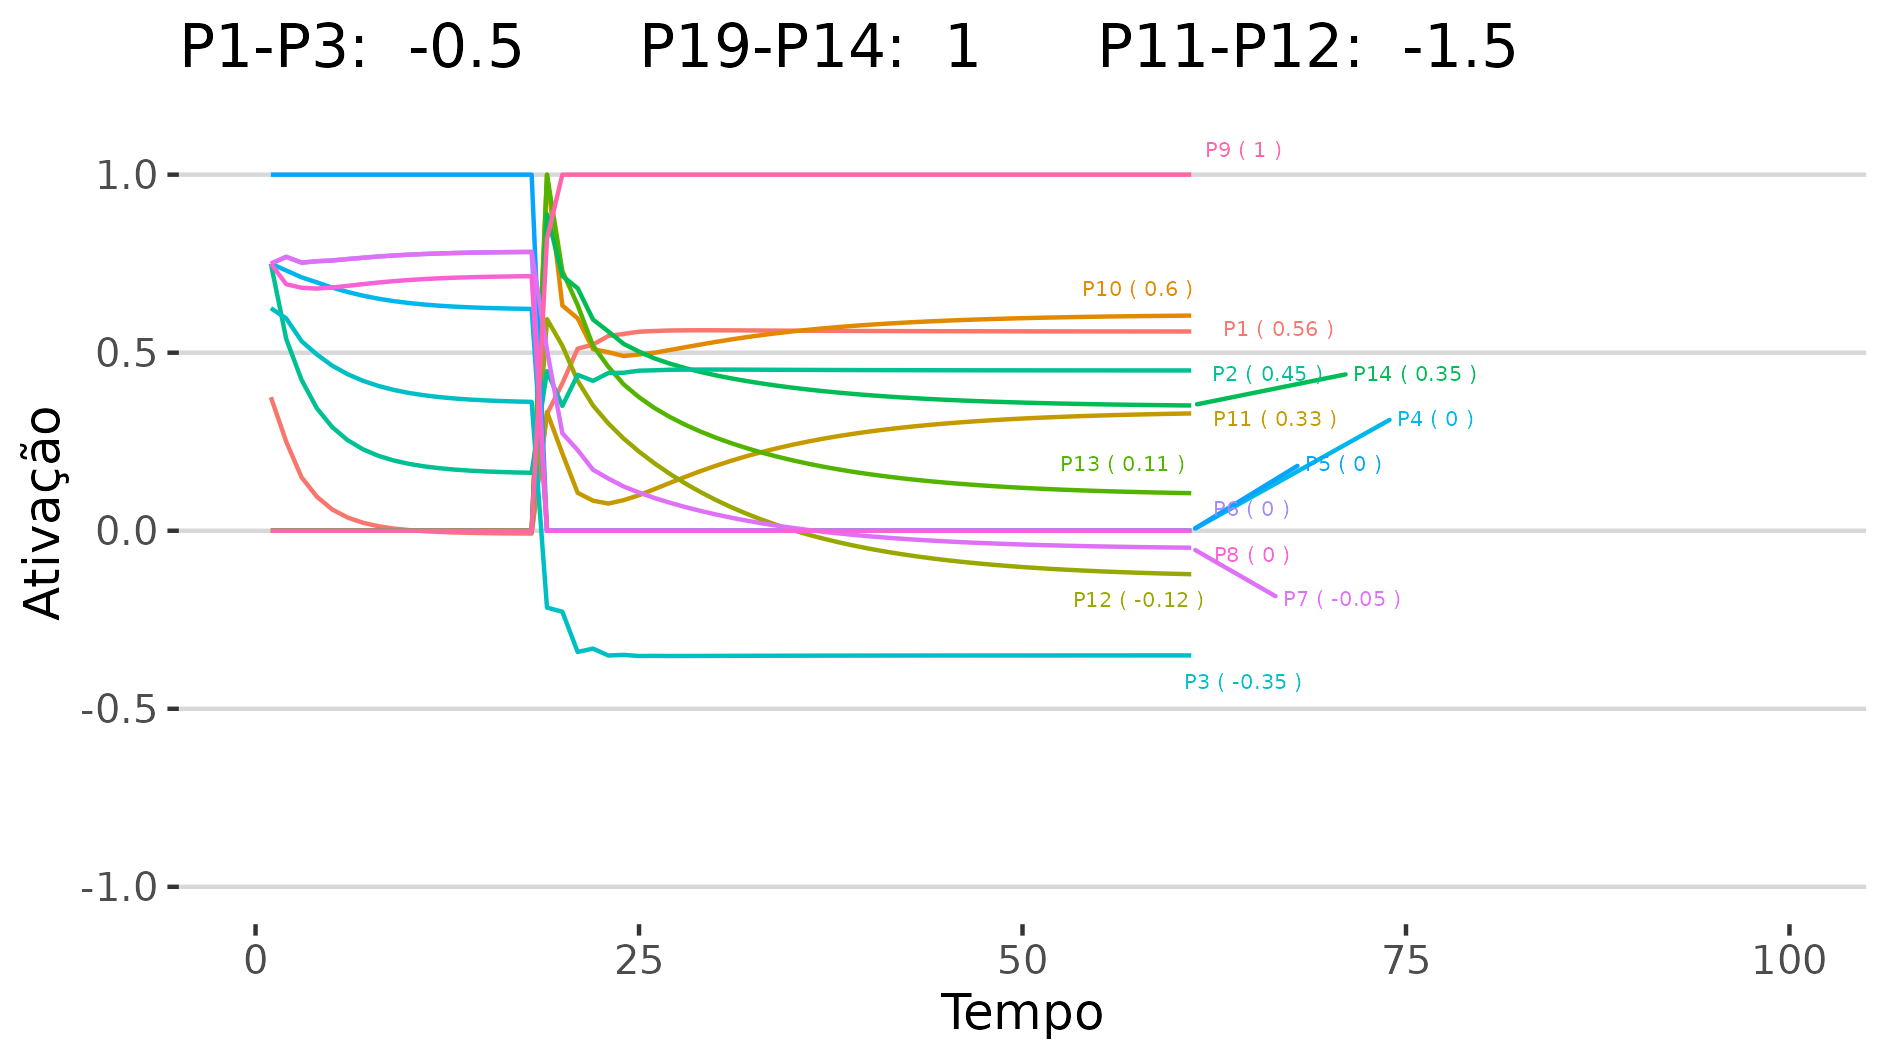 P1-P3: -0.5 P19-P14: 1 P11-P12: -1.5
P9 ( 1 )
1.0
P10 ( 0.6 )
P1 ( 0.56 )
0.5
P2 ( 0.45 ) P14 ( 0.35 )
P11 ( 0.33 ) P4 ( 0 )
P13 ( 0.11 ) P5 ( 0 )
P6 ( 0 )
0.0
P8 ( 0 )
P12 ( -0.12 ) P7 ( -0.05 )
P3 ( -0.35 )
-0.5
-1.0
Ativação
0 25 50 75 100
Tempo